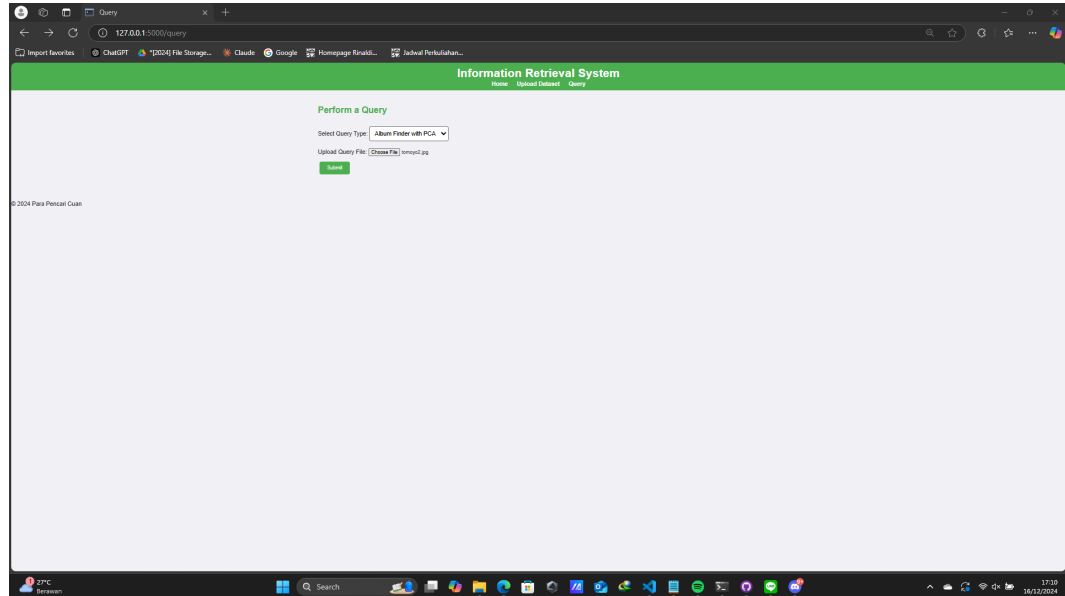 Query
127.0.0.1:5000/query
Import favorites ChatGPT *[2024] File Storage... Claude Google Homepage Rinaldi... Jadwal Perkuliahan...
Information Retrieval System
Home Upload Dataset Query
Perform a Query
Select Query Type: Album Finder with PCA
Upload Query File: Choose File tomoyo2.jpg
Submit
© 2024 Para Pencari Cuan
1 27°C
Berawan
Search
17:10
16/12/2024